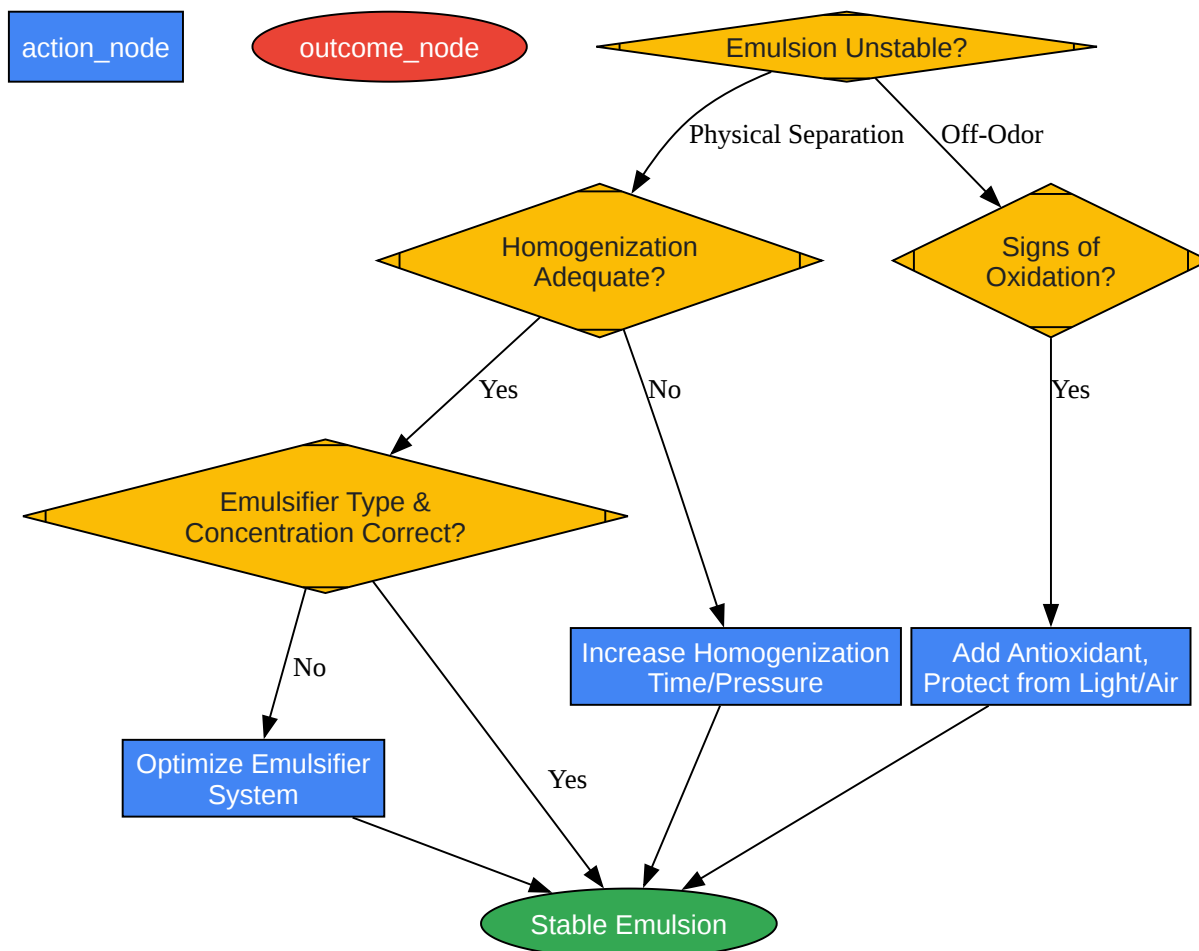 action_node
outcome_node
Emulsion Unstable?
Physical Separation
Off-Odor
Homogenization
Adequate?
Signs of
Oxidation?
Yes
No
Yes
Emulsifier Type &
Concentration Correct?
No
Increase Homogenization
Time/Pressure
Add Antioxidant,
Protect from Light/Air
Optimize Emulsifier
System
Yes
Stable Emulsion